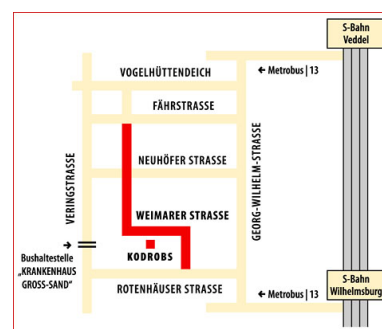 S-Bahn
Veddel
VOGELHÜTTENDEICH
← Metrobus | 13
FÄHRSTRASSE
VERINGSTRASSE
NEUHÖFER STRASSE
GEORG-WILHELM-STRASSE
WEIMARER STRASSE
→
Bushaltestelle
„KRANKENHAUS
GROSS-SAND“
KODROBS
ROTENHÄUSER STRASSE
S-Bahn
Wilhelmsburg
← Metrobus | 13